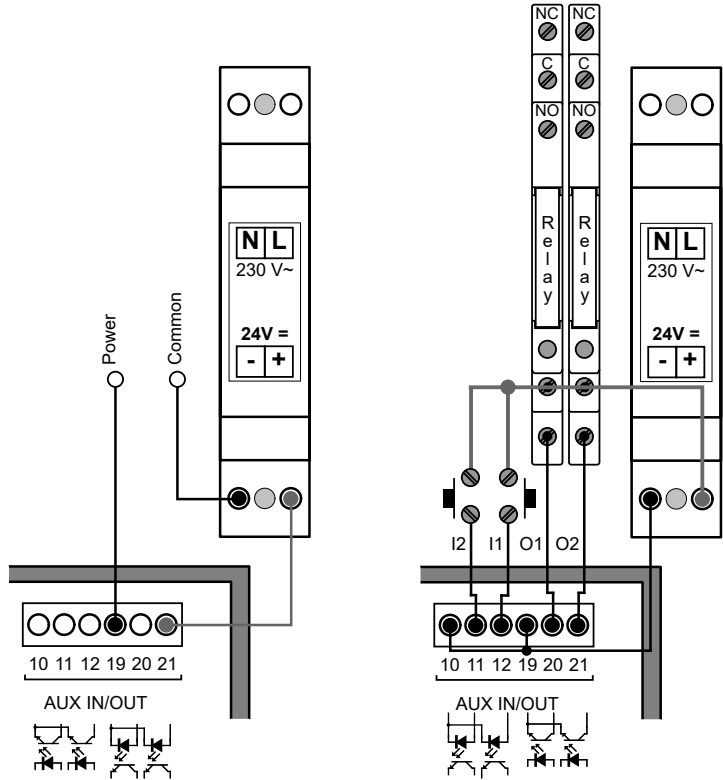 N L
230 V~
24V =
- +
Power
Common
10 11 12 19 20 21
AUX IN/OUT
NC NC
C C
NO NO
Relay
Relay
N L
230 V~
24V =
- +
I2 I1 O1 O2
10 11 12 19 20 21
AUX IN/OUT